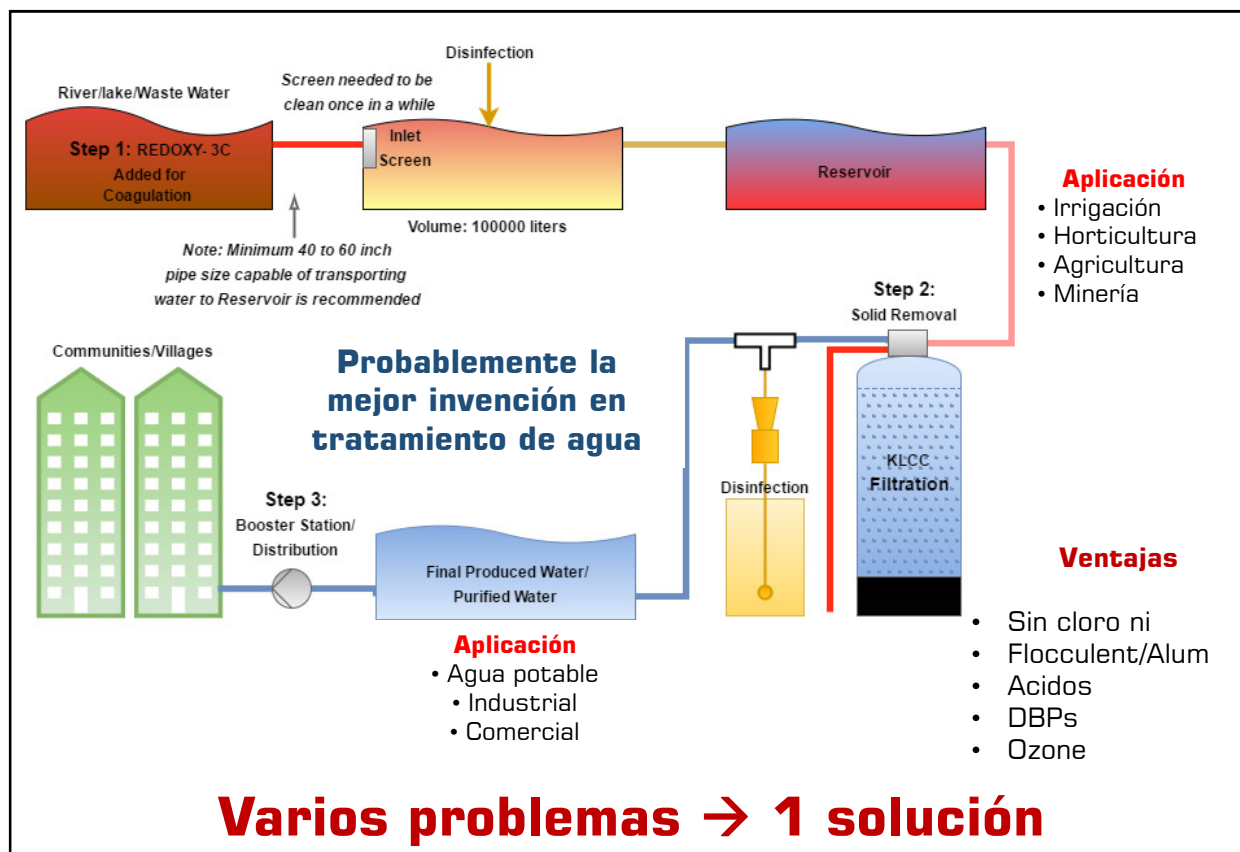 Disinfection
River/lake/Waste Water
Screen needed to be
clean once in a while
Step 1: REDOXY- 3C
Added for
Coagulation
Inlet
Screen
Reservoir
Volume: 100000 liters
Note: Minimum 40 to 60 inch
pipe size capable of transporting
water to Reservoir is recommended
Aplicación
• Irrigación
• Horticultura
• Agricultura
• Minería
Step 2:
Solid Removal
Communities/Villages
Probablemente la
mejor invención en
tratamiento de agua
KLCC
Filtration
Disinfection
Step 3:
Booster Station/
Distribution
Final Produced Water/
Purified Water
Aplicación
• Agua potable
• Industrial
• Comercial
Ventajas
• Sin cloro ni
• Flocculent/Alum
• Acidos
• DBPs
• Ozone
Varios problemas → 1 solución